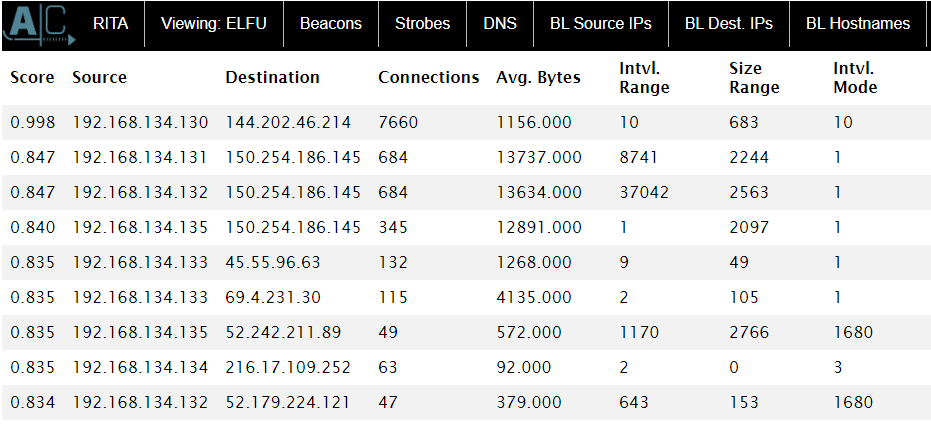 AC RITA Viewing: ELFU Beacons Strobes DNS BL Source IPs BL Dest. IPs BL Hostnames
Score Source Destination Connections Avg. Bytes Intvl. Range Size Range Intvl. Mode
0.998 192.168.134.130 144.202.46.214 7660 1156.000 10 683 10
0.847 192.168.134.131 150.254.186.145 684 13737.000 8741 2244 1
0.847 192.168.134.132 150.254.186.145 684 13634.000 37042 2563 1
0.840 192.168.134.135 150.254.186.145 345 12891.000 1 2097 1
0.835 192.168.134.133 45.55.96.63 132 1268.000 9 49 1
0.835 192.168.134.133 69.4.231.30 115 4135.000 2 105 1
0.835 192.168.134.135 52.242.211.89 49 572.000 1170 2766 1680
0.835 192.168.134.134 216.17.109.252 63 92.000 2 0 3
0.834 192.168.134.132 52.179.224.121 47 379.000 643 153 1680